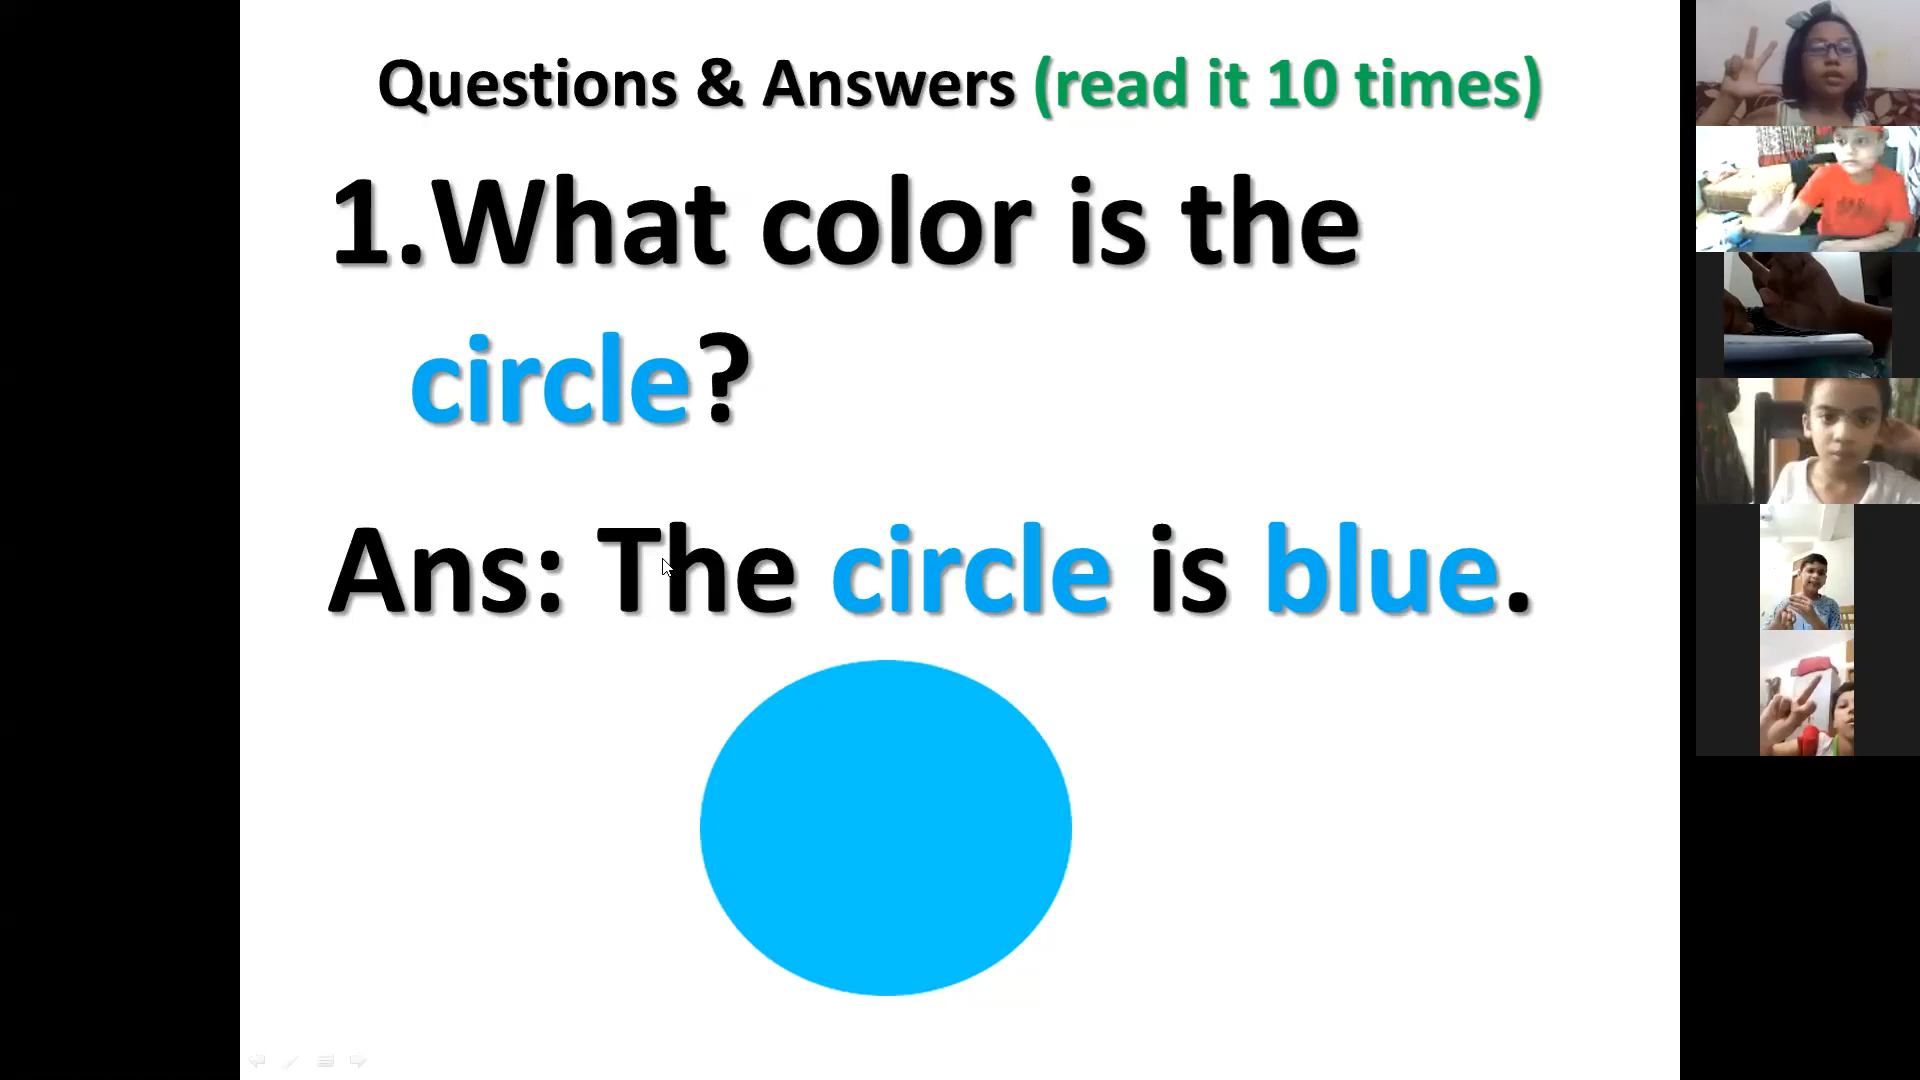 Questions & Answers (read it 10 times)
1.What color is the
circle?
Ans: The circle is blue.